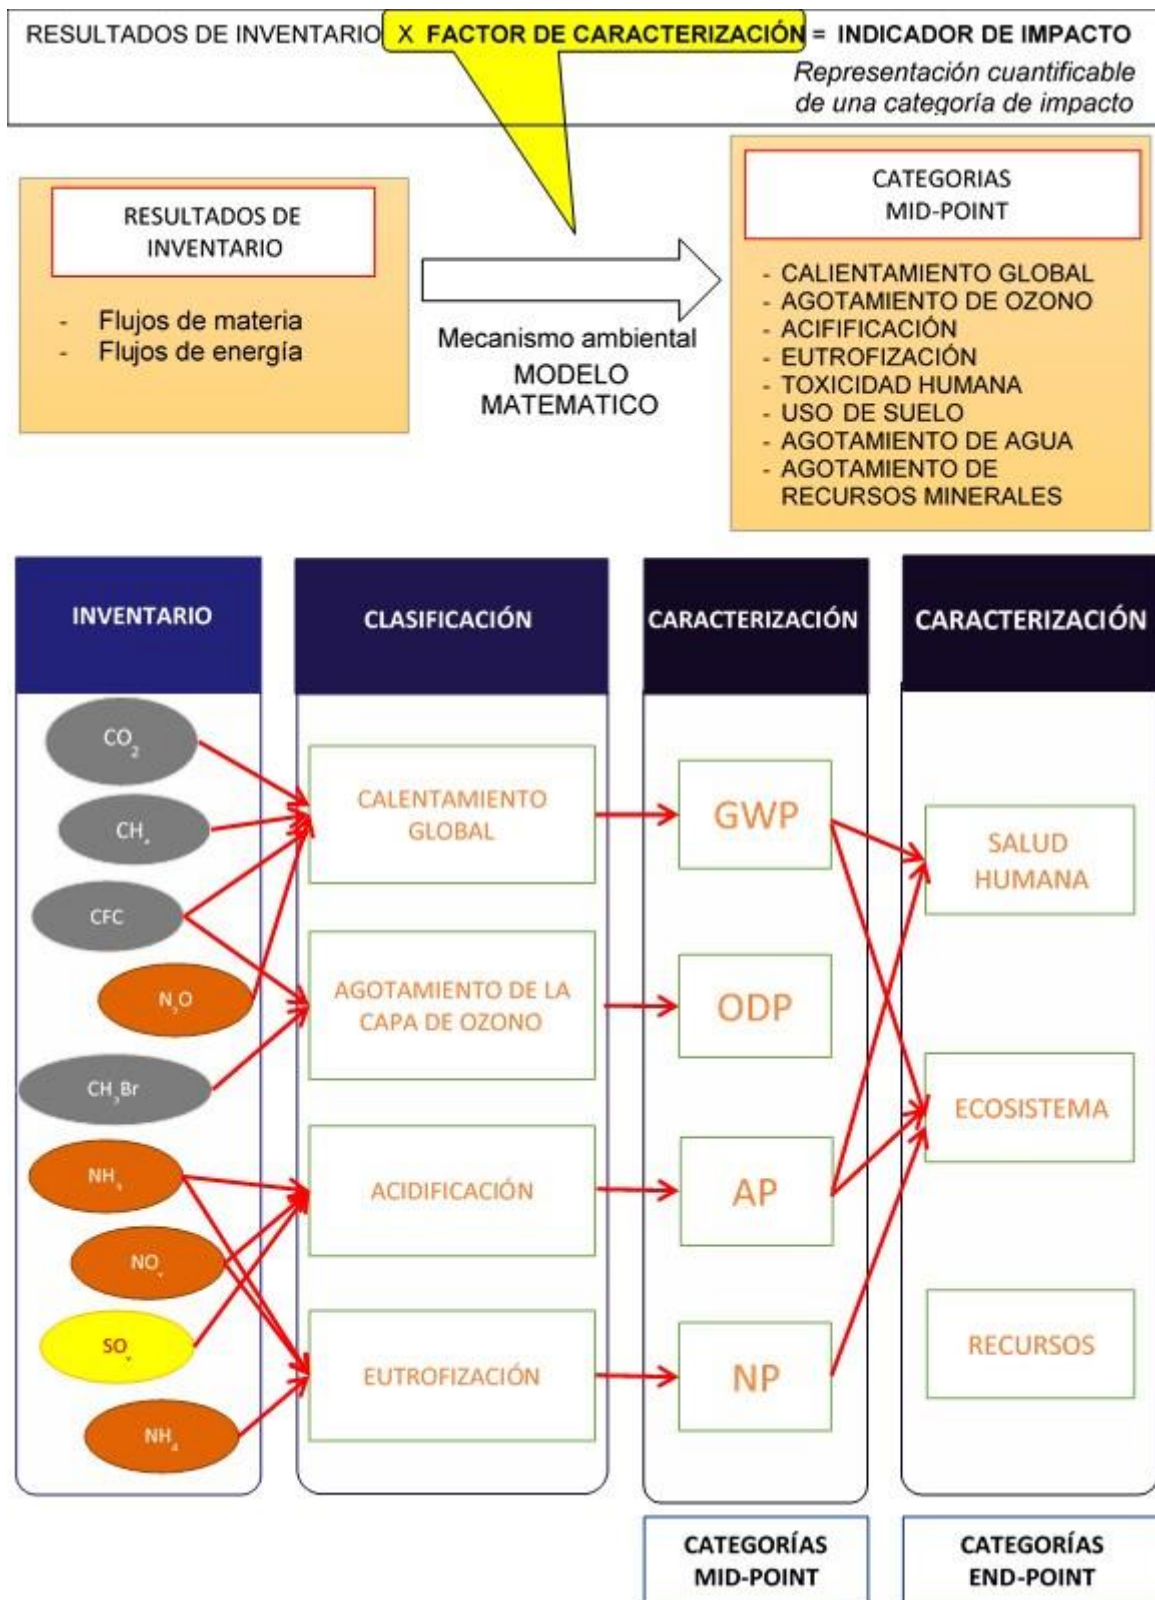 RESULTADOS DE INVENTARIO X FACTOR DE CARACTERIZACIÓN = INDICADOR DE IMPACTO
Representación cuantificable
de una categoría de impacto
RESULTADOS DE
INVENTARIO
- Flujos de materia
- Flujos de energía
Mecanismo ambiental
MODELO
MATEMATICO
CATEGORIAS
MID-POINT
- CALIENTAMIENTO GLOBAL
- AGOTAMIENTO DE OZONO
- ACIFIFICACIÓN
- EUTROFIZACIÓN
- TOXICIDAD HUMANA
- USO DE SUELO
- AGOTAMIENTO DE AGUA
- AGOTAMIENTO DE
RECURSOS MINERALES
INVENTARIO
CO₂
CH₄
CFC
N₂O
CH₃Br
NH₃
NOₓ
SOₓ
NH₄
CLASIFICACIÓN
CALENTAMIENTO
GLOBAL
AGOTAMIENTO DE LA
CAPA DE OZONO
ACIDIFICACIÓN
EUTROFIZACIÓN
CARACTERIZACIÓN
GWP
ODP
AP
NP
CATEGORÍAS
MID-POINT
CARACTERIZACIÓN
SALUD
HUMANA
ECOSISTEMA
RECURSOS
CATEGORÍAS
END-POINT